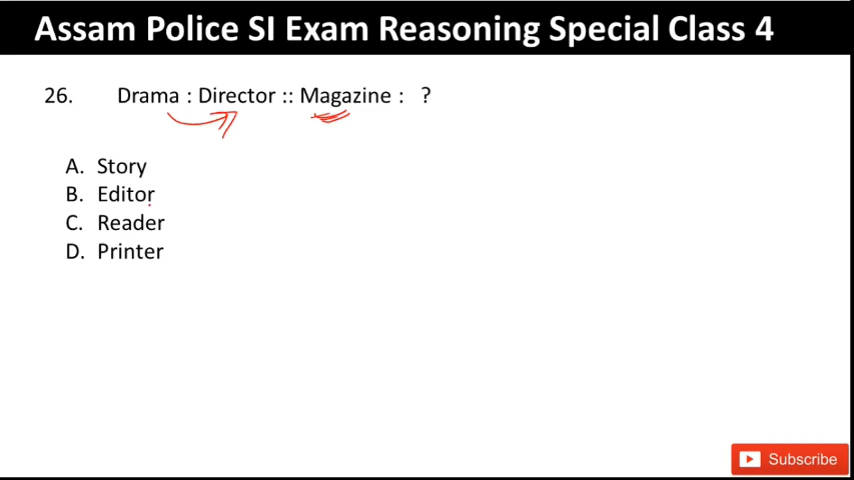 Assam Police SI Exam Reasoning Special Class 4
26. Drama : Director :: Magazine : ?
A. Story
B. Editor
C. Reader
D. Printer
Subscribe